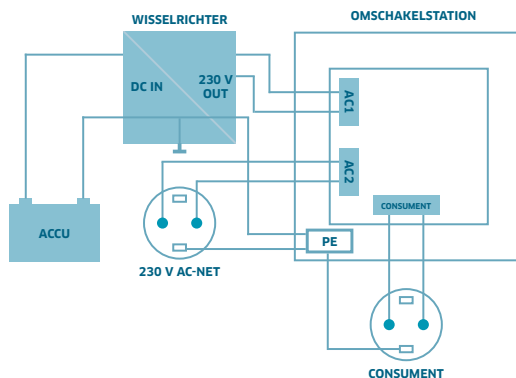 WISSELRICHTER
OMSCHAKELSTATION
DC IN
230 V
OUT
AC1
AC2
CONSUMENT
ACCU
PE
230 V AC-NET
CONSUMENT